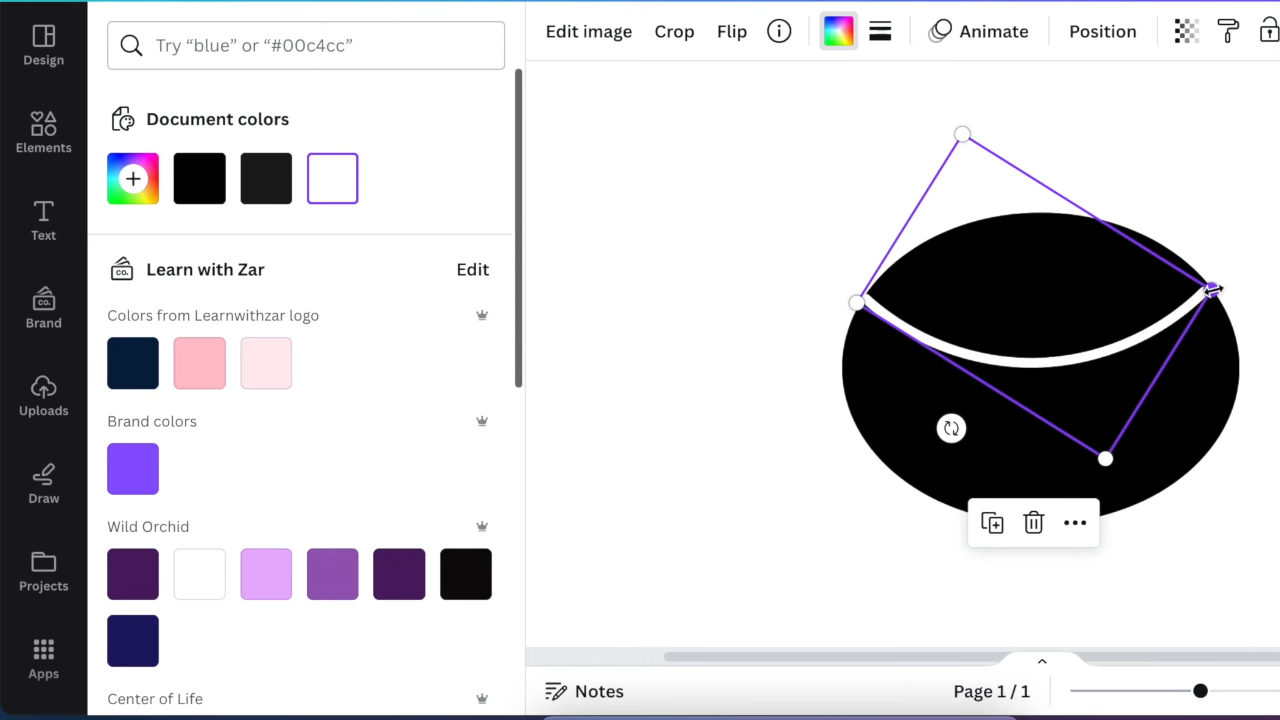 Design
Elements
Text
Brand
Uploads
Draw
Projects
Apps
Try “blue” or “#00c4cc”
Document colors
CO.
Learn with Zar
Edit
Colors from Learnwithzar logo
Brand colors
Wild Orchid
Center of Life
Edit image
Crop
Flip
Animate
Position
Notes
Page 1 / 1